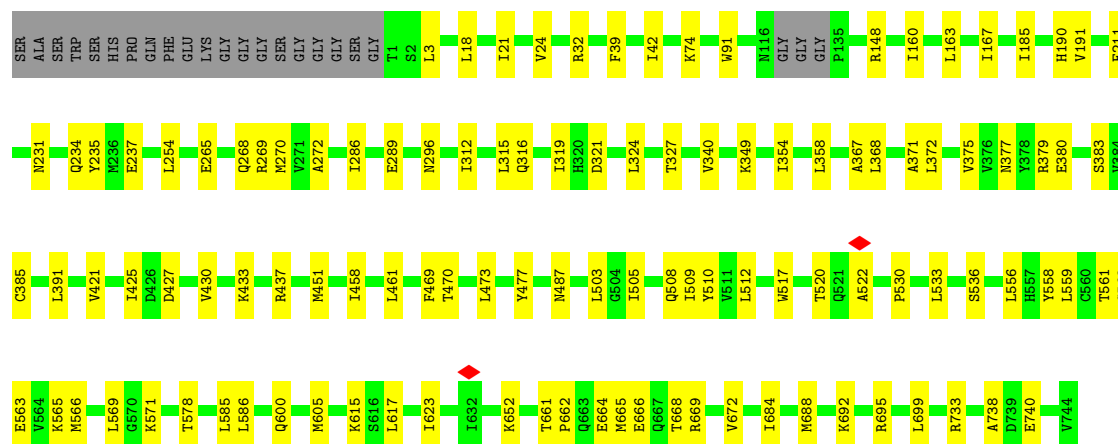 SER ALA SER TRP SER HIS PRO GLN PHE GLU LYS GLY GLY GLY SER GLY GLY GLY SER GLY T1 S2 L3 L18 I21 V24 R32 F39 I42 K74 W91 N116 GLY GLY GLY P135 R148 I160 L163 I167 I185 H190 V191
N231 Q234 Y235 M236 E237 L254 E265 Q268 R269 M270 V271 A272 I286 E289 N296 I312 L315 Q316 I319 H320 D321 L324 T327 V340 K349 I354 L358 A367 L368 A371 L372 V375 V376 N377 Y378 R379 E380 S383 V384
C385 L391 V421 I425 D426 D427 V430 K433 R437 M451 I458 L461 F469 T470 L473 Y477 N487 L503 G504 I505 Q508 I509 Y510 V511 L512 W517 T520 Q521 A522 P530 L533 S536 L556 H557 Y558 L559 C560 T561
E563 V564 K565 M566 L569 G570 K571 T578 L585 L586 Q600 M605 K615 S616 L617 I623 I632 K652 T661 P662 Q663 E664 M665 E666 Q667 T668 R669 V672 I684 M688 K692 R695 L699 R733 A738 D739 E740 V744